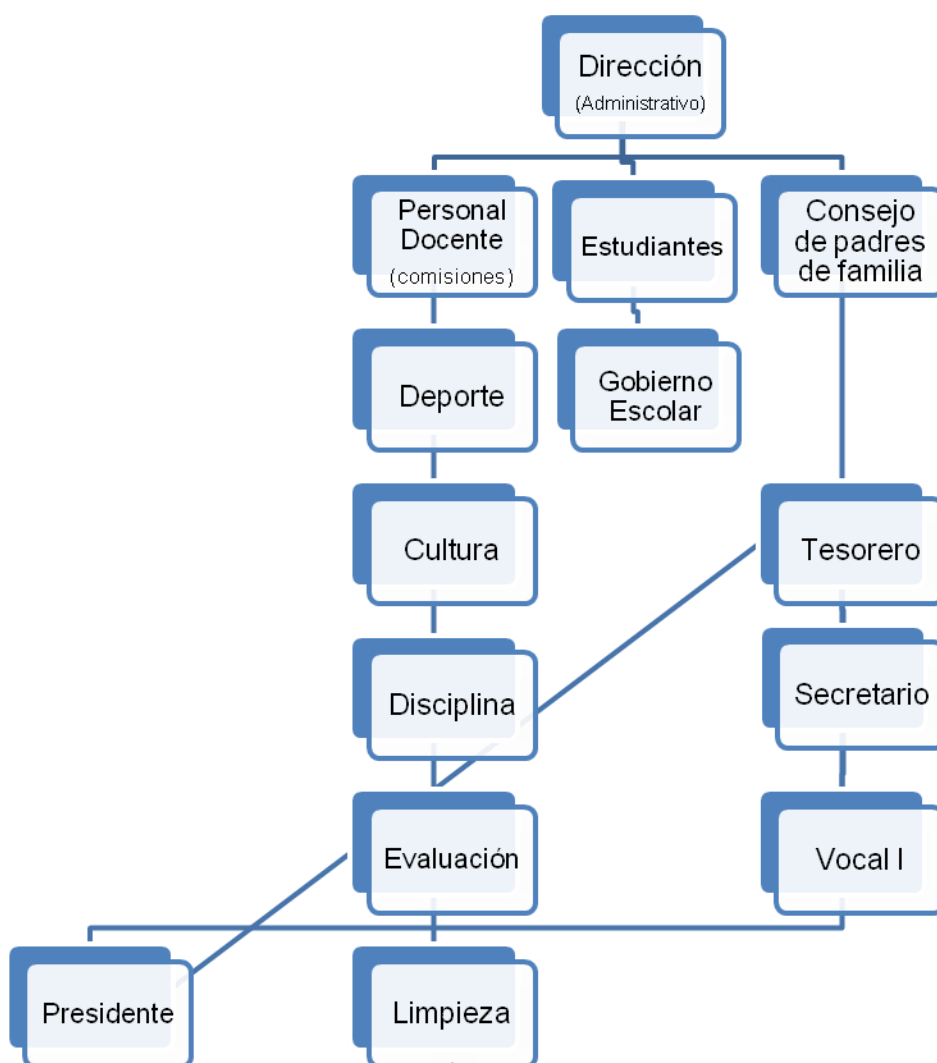 Dirección
(Administrativo)
Personal
Docente
(comisiones)
Estudiantes
Consejo
de padres
de familia
Deporte
Gobierno
Escolar
Cultura
Tesorero
Disciplina
Secretario
Evaluación
Vocal I
Presidente
Limpieza